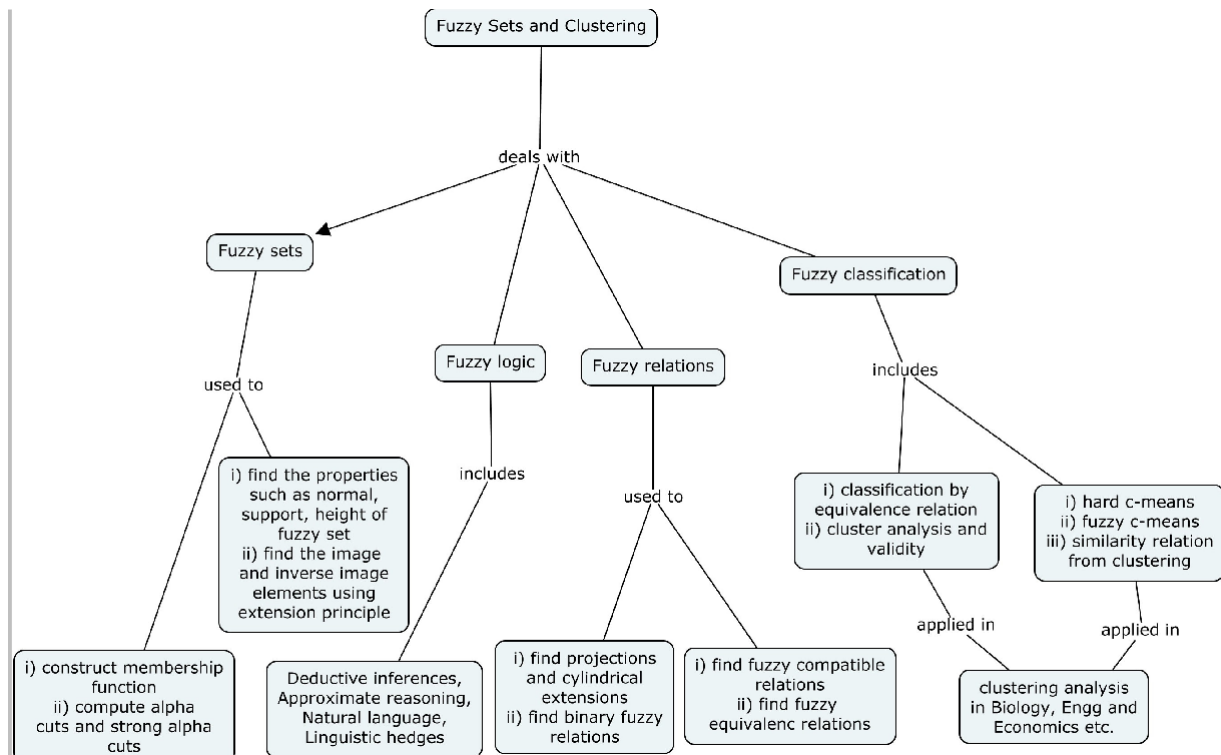 Fuzzy Sets and Clustering
deals with
Fuzzy sets
Fuzzy classification
Fuzzy logic
Fuzzy relations
used to
includes
i) find the properties
such as normal,
support, height of
fuzzy set
ii) find the image
and inverse image
elements using
extension principle
includes
used to
i) classification by
equivalence relation
ii) cluster analysis and
validity
i) hard c-means
ii) fuzzy c-means
iii) similarity relation
from clustering
applied in
applied in
i) construct membership
function
ii) compute alpha
cuts and strong alpha
cuts
Deductive inferences,
Approximate reasoning,
Natural language,
Linguistic hedges
i) find projections
and cylindrical
extensions
ii) find binary fuzzy
relations
i) find fuzzy compatible
relations
ii) find fuzzy
equivalenc relations
clustering analysis
in Biology, Engg and
Economics etc.